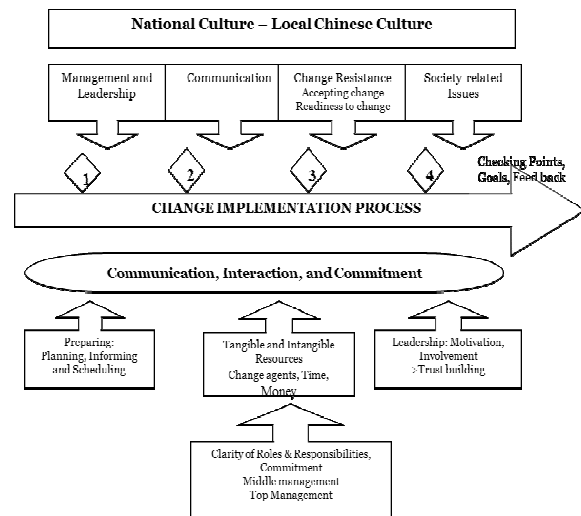 National Culture – Local Chinese Culture
Management and
Leadership
Communication
Change Resistance
Accepting change
Readiness to change
Society-related
Issues
1
2
3
4
Checking Points,
Goals, Feed back
CHANGE IMPLEMENTATION PROCESS
Communication, Interaction, and Commitment
Preparing:
Planning, Informing
and Scheduling
Tangible and Intangible
Resources
Change agents, Time,
Money
Leadership: Motivation,
Involvement
>Trust building
Clarity of Roles & Responsibilities,
Commitment
Middle management
Top Management